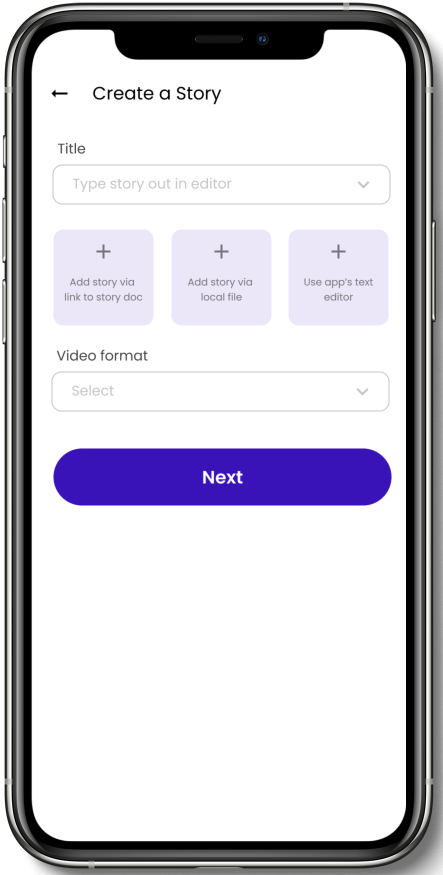 Create a Story
Title
Type story out in editor
Add story via
link to story doc
Add story via
local file
Use app's text
editor
Video format
Select
Next